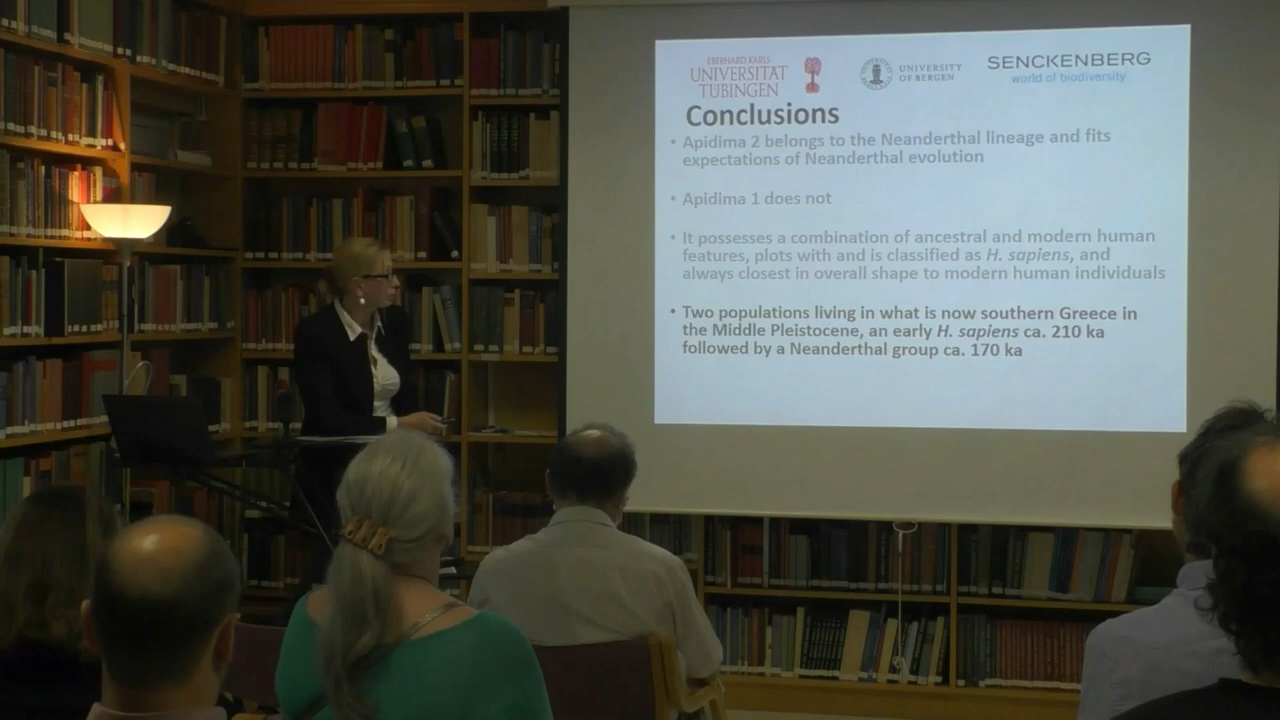 EBERHARD KARLS
UNIVERSITÄT
TÜBINGEN
UNIVERSITY
OF BERGEN
SENCKENBERG
world of biodiversity
Conclusions
• Apidima 2 belongs to the Neanderthal lineage and fits
expectations of Neanderthal evolution
• Apidima 1 does not
• It possesses a combination of ancestral and modern human
features, plots with and is classified as H. sapiens, and
always closest in overall shape to modern human individuals
• Two populations living in what is now southern Greece in
the Middle Pleistocene, an early H. sapiens ca. 210 ka
followed by a Neanderthal group ca. 170 ka